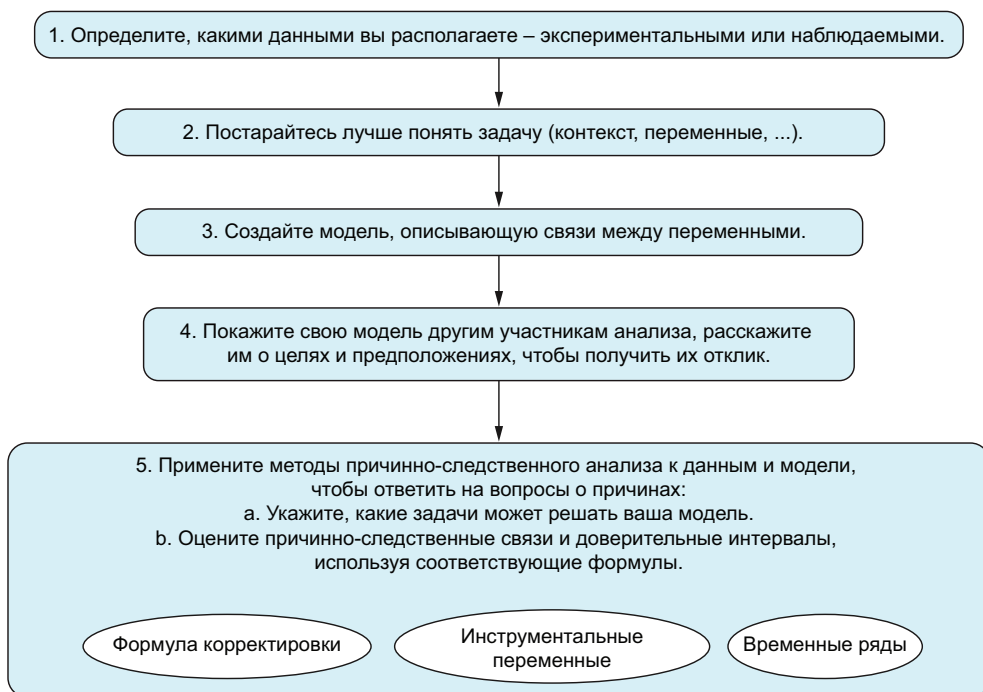 1. Определите, какими данными вы располагаете – экспериментальными или наблюдаемыми.
2. Постарайтесь лучше понять задачу (контекст, переменные, ...).
3. Создайте модель, описывающую связи между переменными.
4. Покажите свою модель другим участникам анализа, расскажите
им о целях и предположениях, чтобы получить их отклик.
5. Примените методы причинно-следственного анализа к данным и модели,
чтобы ответить на вопросы о причинах:
a. Укажите, какие задачи может решать ваша модель.
b. Оцените причинно-следственные связи и доверительные интервалы,
используя соответствующие формулы.
Формула корректировки
Инструментальные
переменные
Временные ряды